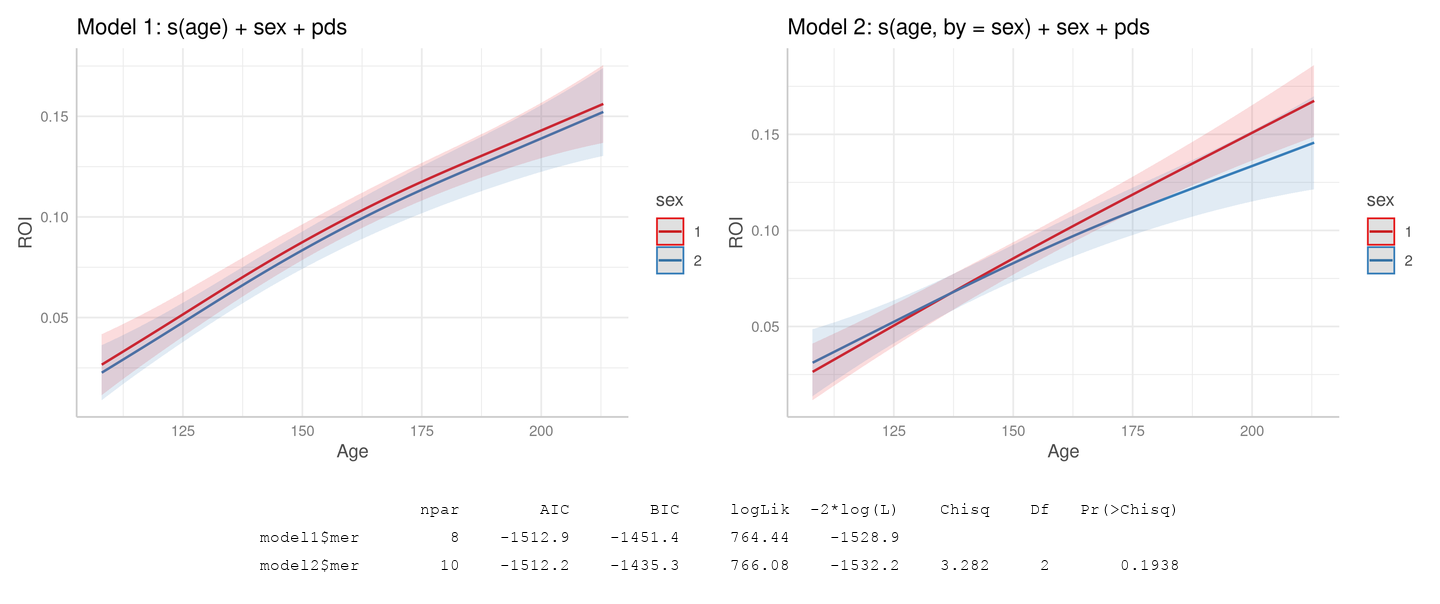 Model 1: s(age) + sex + pds
0.15
0.10
0.05
ROI
125 150 175 200
Age
sex
1
2
Model 2: s(age, by = sex) + sex + pds
0.15
0.10
0.05
ROI
125 150 175 200
Age
sex
1
2
npar AIC BIC logLik -2*log(L) Chisq Df Pr(>Chisq)
model1$mer 8 -1512.9 -1451.4 764.44 -1528.9
model2$mer 10 -1512.2 -1435.3 766.08 -1532.2 3.282 2 0.1938